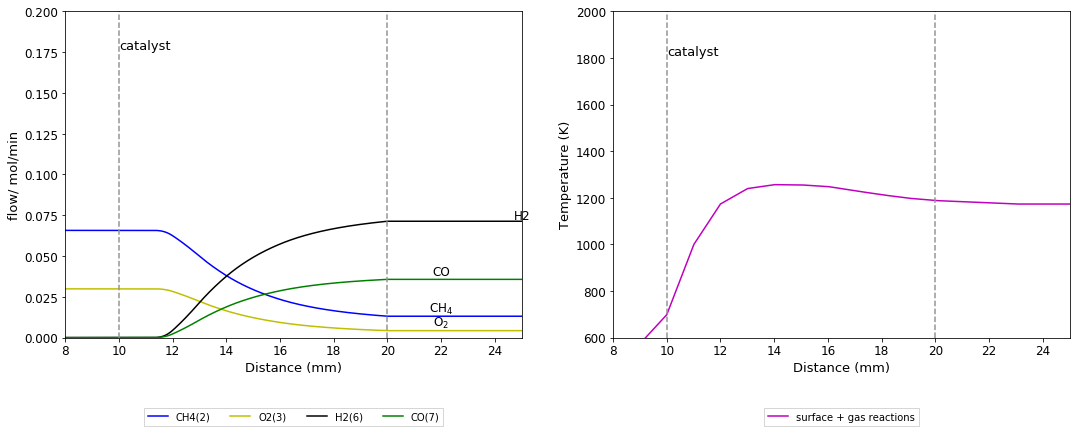 0.200
0.175
0.150
0.125
0.100
0.075
0.050
0.025
0.000
flow/ mol/min
catalyst
H2
CO
CH₄
O₂
8 10 12 14 16 18 20 22 24
Distance (mm)
CH4(2) O2(3) H2(6) CO(7)
2000
1800
1600
1400
1200
1000
800
600
Temperature (K)
catalyst
8 10 12 14 16 18 20 22 24
Distance (mm)
surface + gas reactions